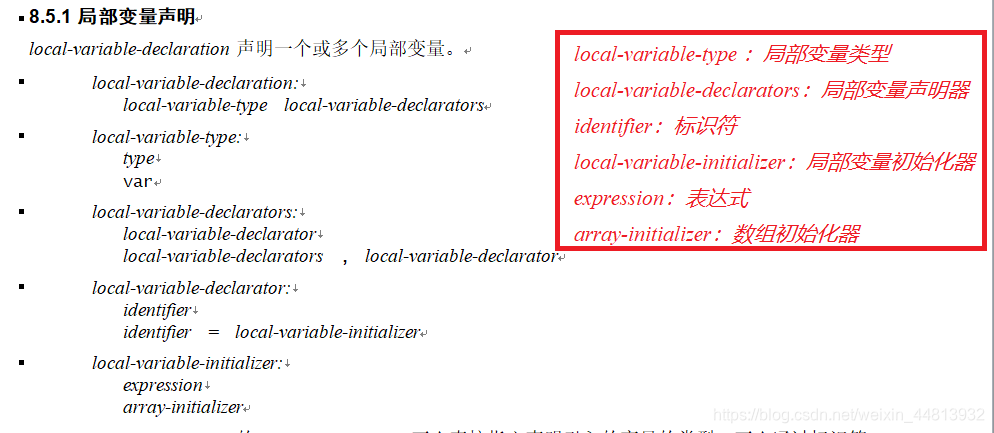 8.5.1 局部变量声明
local-variable-declaration 声明一个或多个局部变量。
local-variable-declaration:
local-variable-type local-variable-declarators
local-variable-type:
type
var
local-variable-declarators:
local-variable-declarator
local-variable-declarators , local-variable-declarator
local-variable-declarator:
identifier
identifier = local-variable-initializer
local-variable-initializer:
expression
array-initializer
local-variable-type：局部变量类型
local-variable-declarators：局部变量声明器
identifier：标识符
local-variable-initializer：局部变量初始化器
expression：表达式
array-initializer：数组初始化器
https://blog.csdn.net/weixin_44813932